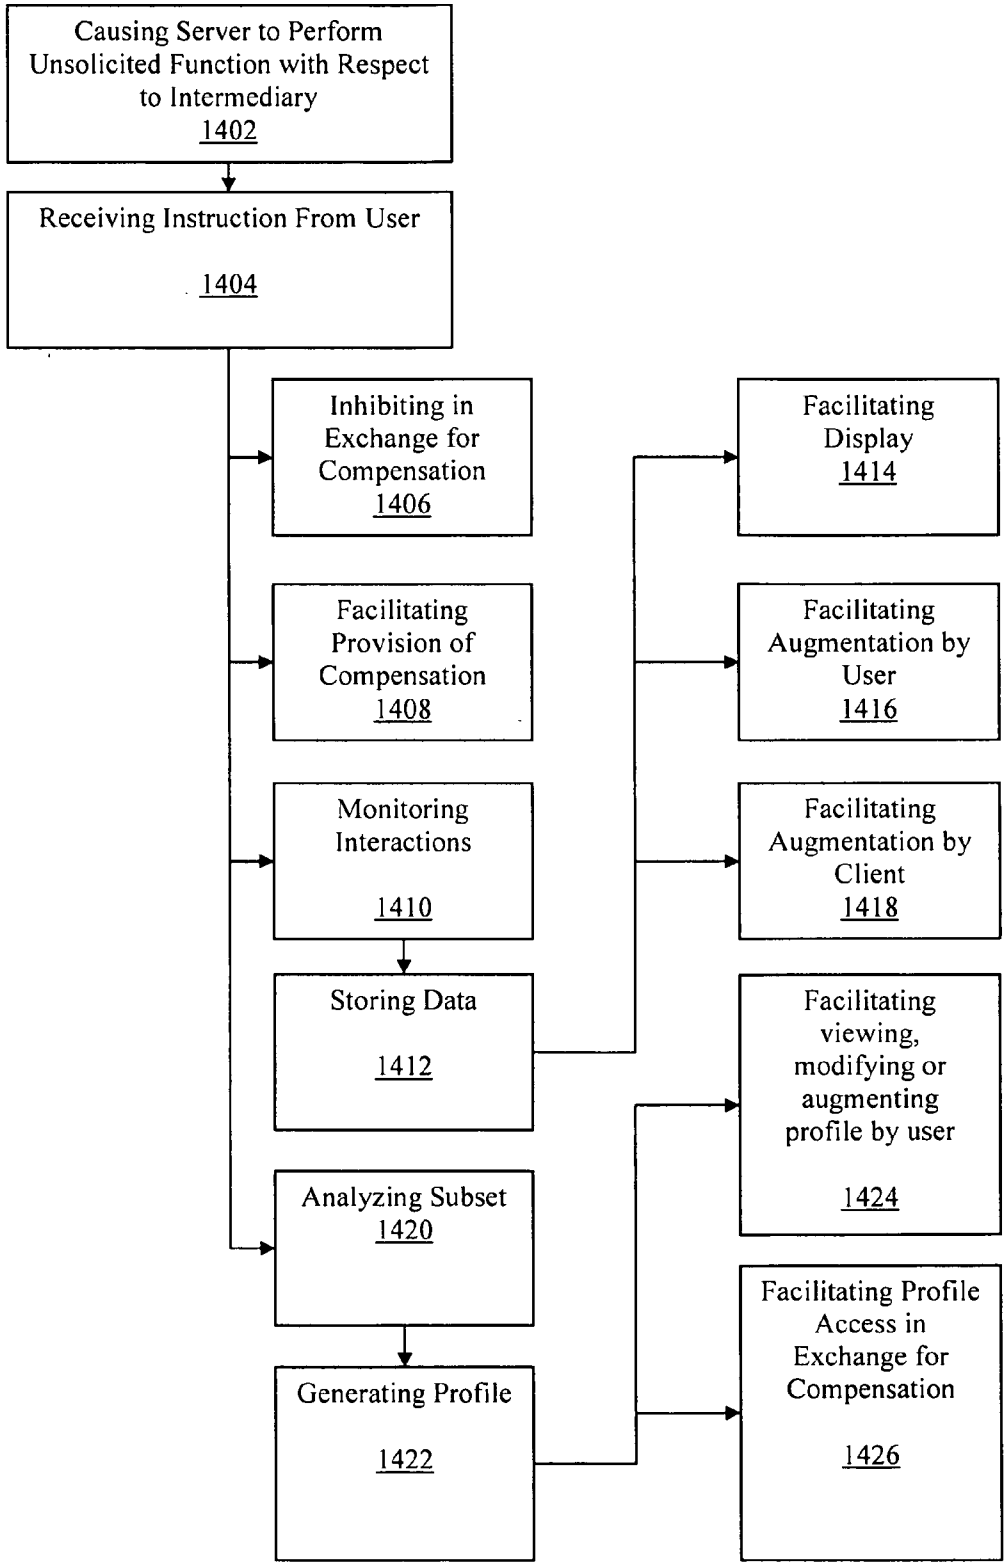 Causing Server to Perform
Unsolicited Function with Respect
to Intermediary
1402
Receiving Instruction From User
1404
Inhibiting in
Exchange for
Compensation
1406
Facilitating
Provision of
Compensation
1408
Monitoring
Interactions
1410
Storing Data
1412
Facilitating
Display
1414
Facilitating
Augmentation by
User
1416
Facilitating
Augmentation by
Client
1418
Analyzing Subset
1420
Generating Profile
1422
Facilitating
viewing,
modifying or
augmenting
profile by user
1424
Facilitating Profile
Access in
Exchange for
Compensation
1426